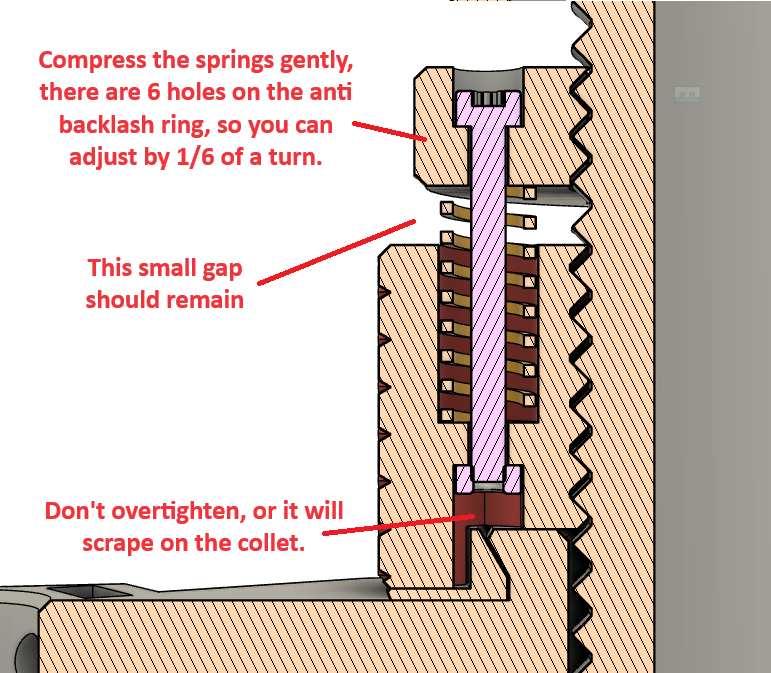 Compress the springs gently,
there are 6 holes on the anti
backlash ring, so you can
adjust by 1/6 of a turn.
This small gap
should remain
Don't overtighten, or it will
scrape on the collet.